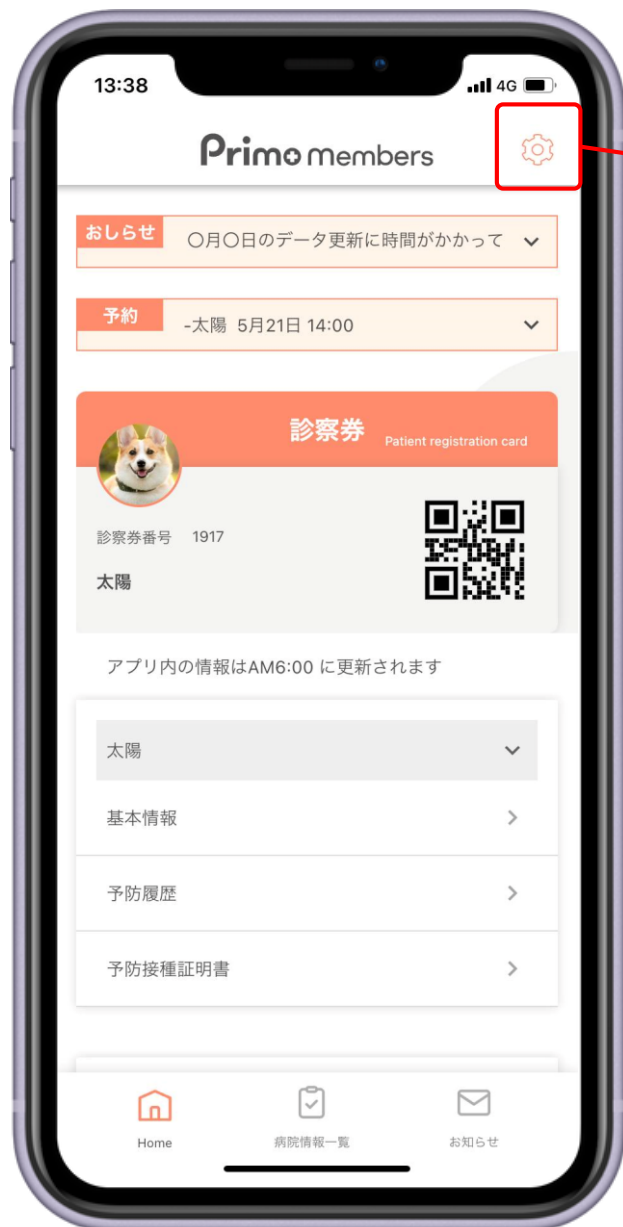 13:38
4G
Primo members
おしらせ
〇月〇日のデータ更新に時間がかかって
予約
-太陽 5月21日 14:00
診察券
Patient registration card
診察券番号 1917
太陽
アプリ内の情報はAM6:00 に更新されます
太陽
基本情報
予防履歴
予防接種証明書
Home
病院情報一覧
お知らせ